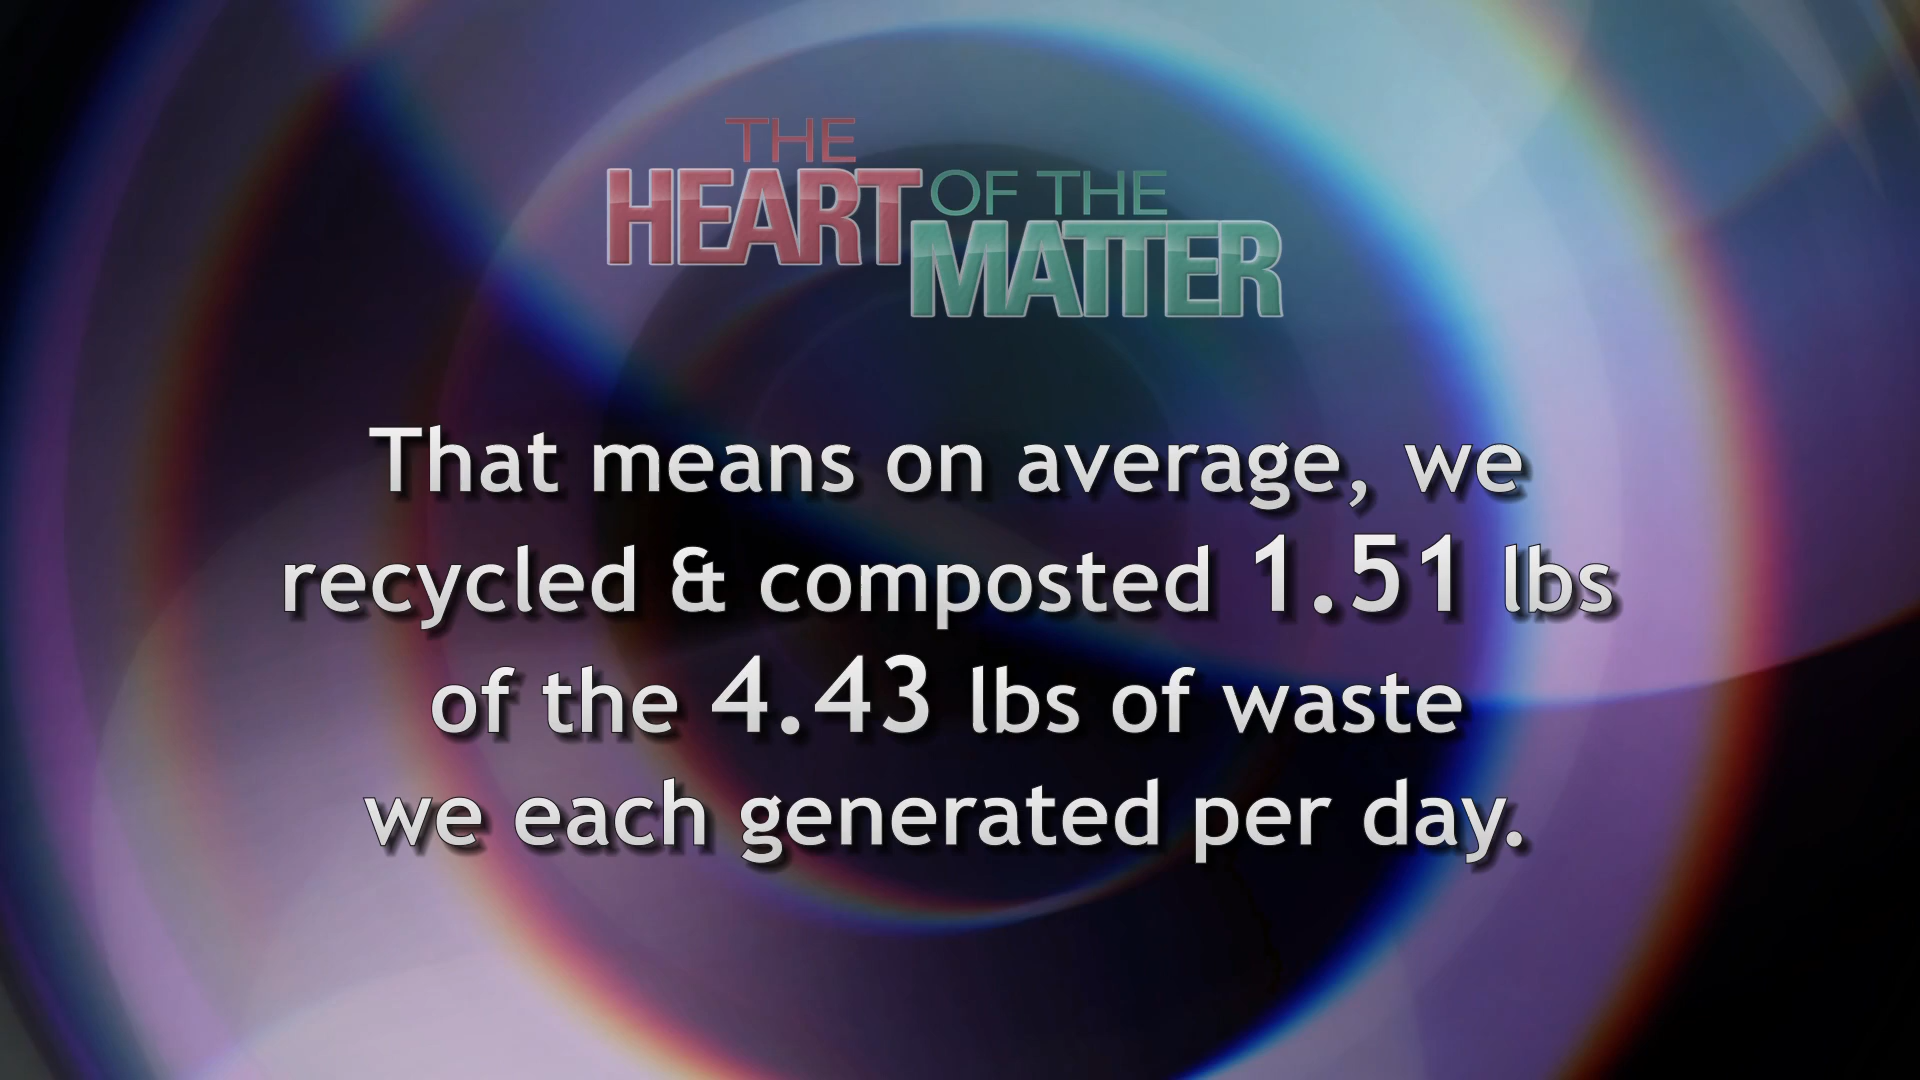 THE
HEART OF THE
MATTER
That means on average, we
recycled & composted 1.51 lbs
of the 4.43 lbs of waste
we each generated per day.